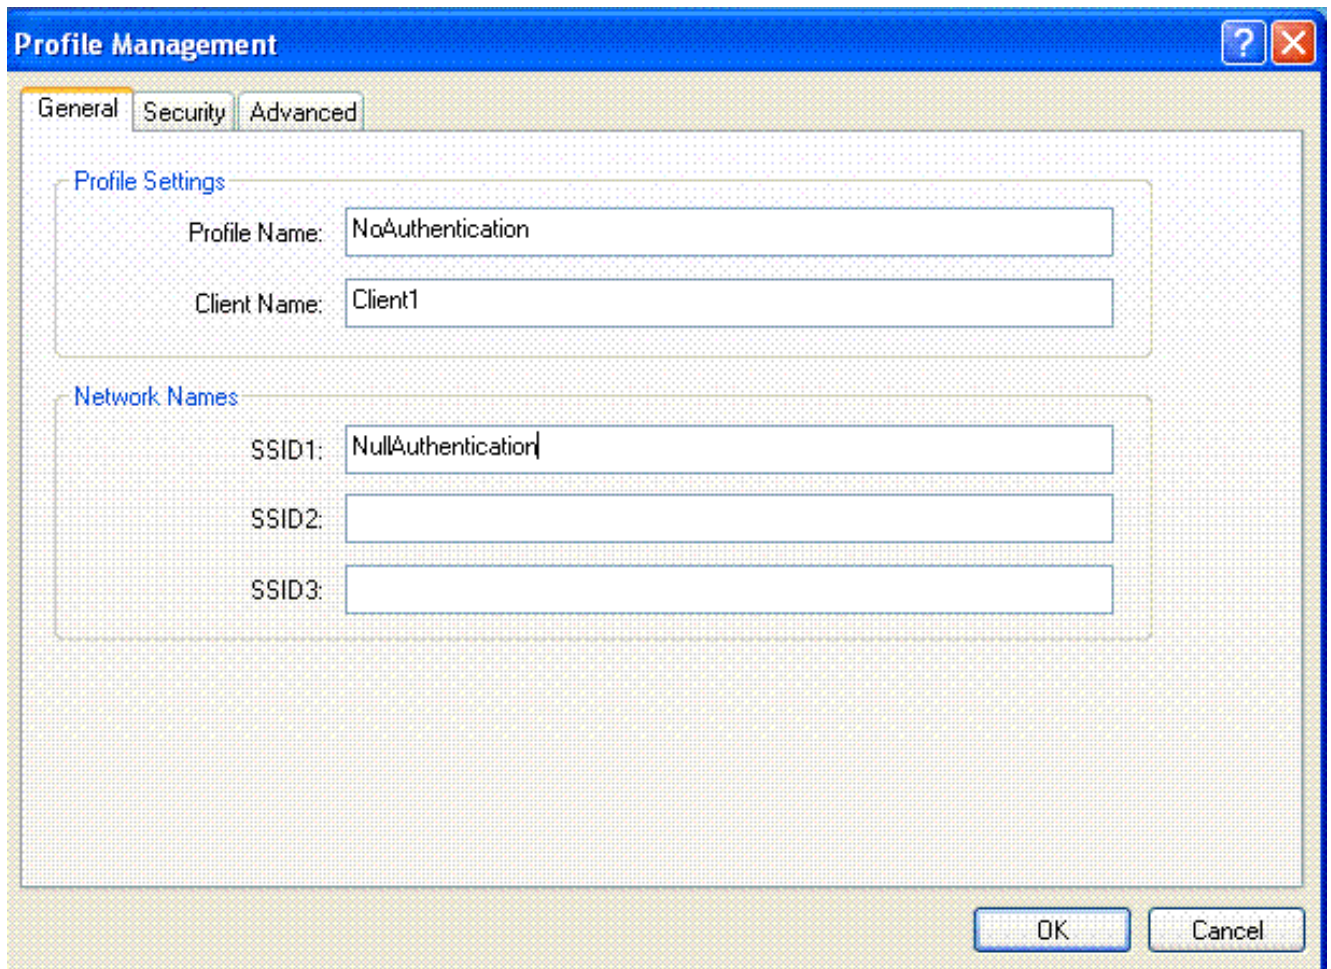 Profile Management
?
General Security Advanced
Profile Settings
Profile Name: NoAuthentication
Client Name: Client1
Network Names
SSID1: NullAuthentication
SSID2:
SSID3:
OK Cancel